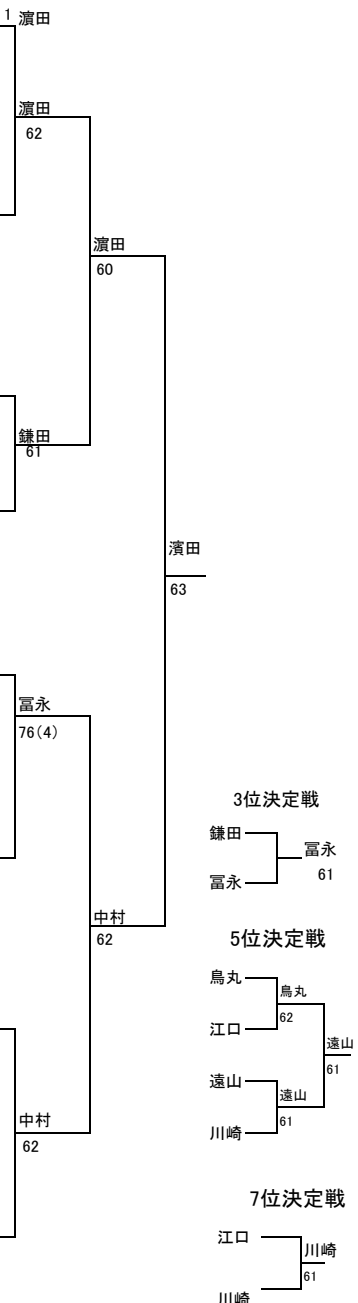 1 濵田
濵田
62
濵田
60
鎌田
61
濱田
63
冨永
76(4)
中村
62
中村
62
3位決定戦
鎌田
冨永
61
冨永
5位決定戦
鳥丸
鳥丸
62
江口
遠山
61
遠山
遠山
61
川崎
7位決定戦
江口
川崎
61
川崎